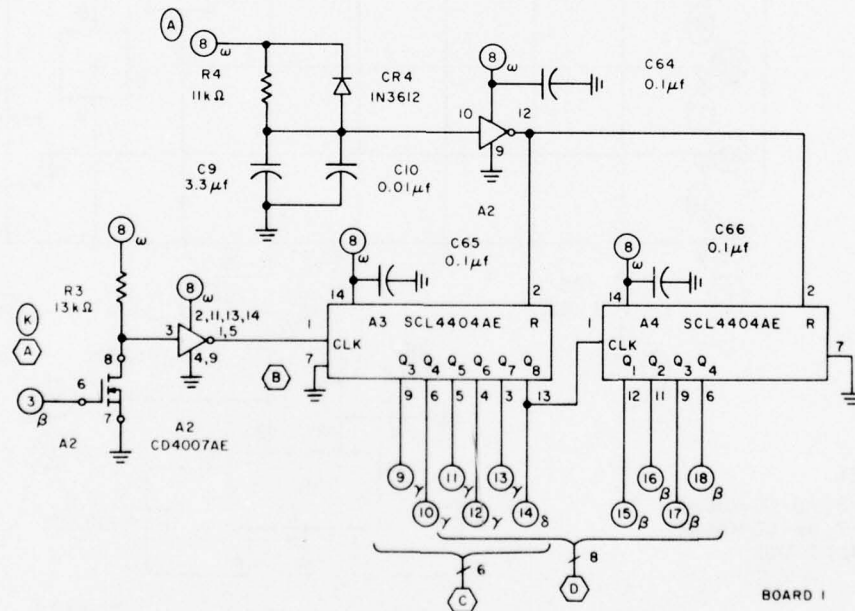 A
8 ω
R4
11kΩ
CR4
1N3612
8 ω
C64
0.1μf
10
12
9
C9
3.3μf
C10
0.01μf
A2
8 ω
8 ω
C65
0.1μf
8 ω
C66
0.1μf
R3
13kΩ
8 ω
2,11,13,14
K
A
3
1,5
4,9
8
6
7
3 β
A2
A2
CD4007AE
B
14
2
1
A3 SCL4404AE R
CLK
7
Q3 Q4 Q5 Q6 Q7 Q8
9 6 5 4 3 13
14
2
1
A4 SCL4404AE R
CLK
7
Q1 Q2 Q3 Q4
12 11 9 6
9 γ
11 γ
13 γ
16 β
18 β
10 γ
12 γ
14 δ
15 β
17 β
6
8
C
D
BOARD 1